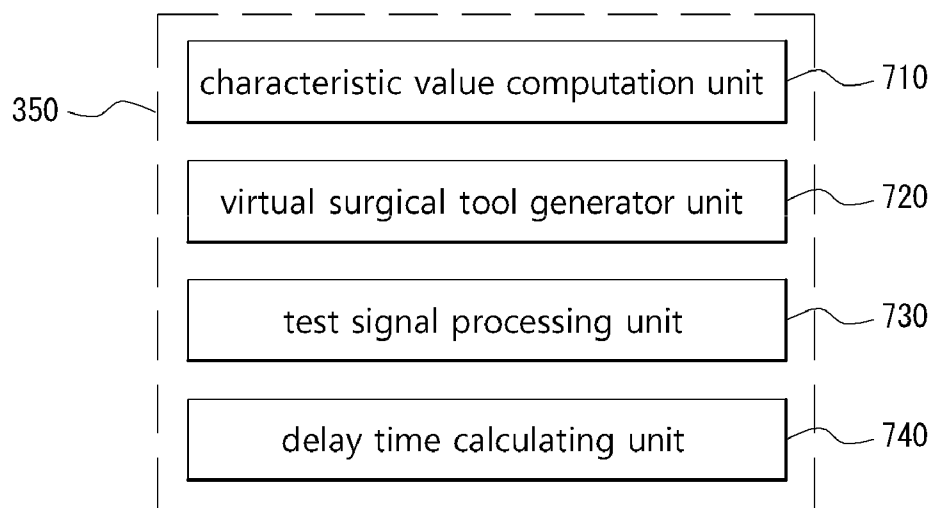 characteristic value computation unit
710
350
virtual surgical tool generator unit
720
test signal processing unit
730
delay time calculating unit
740